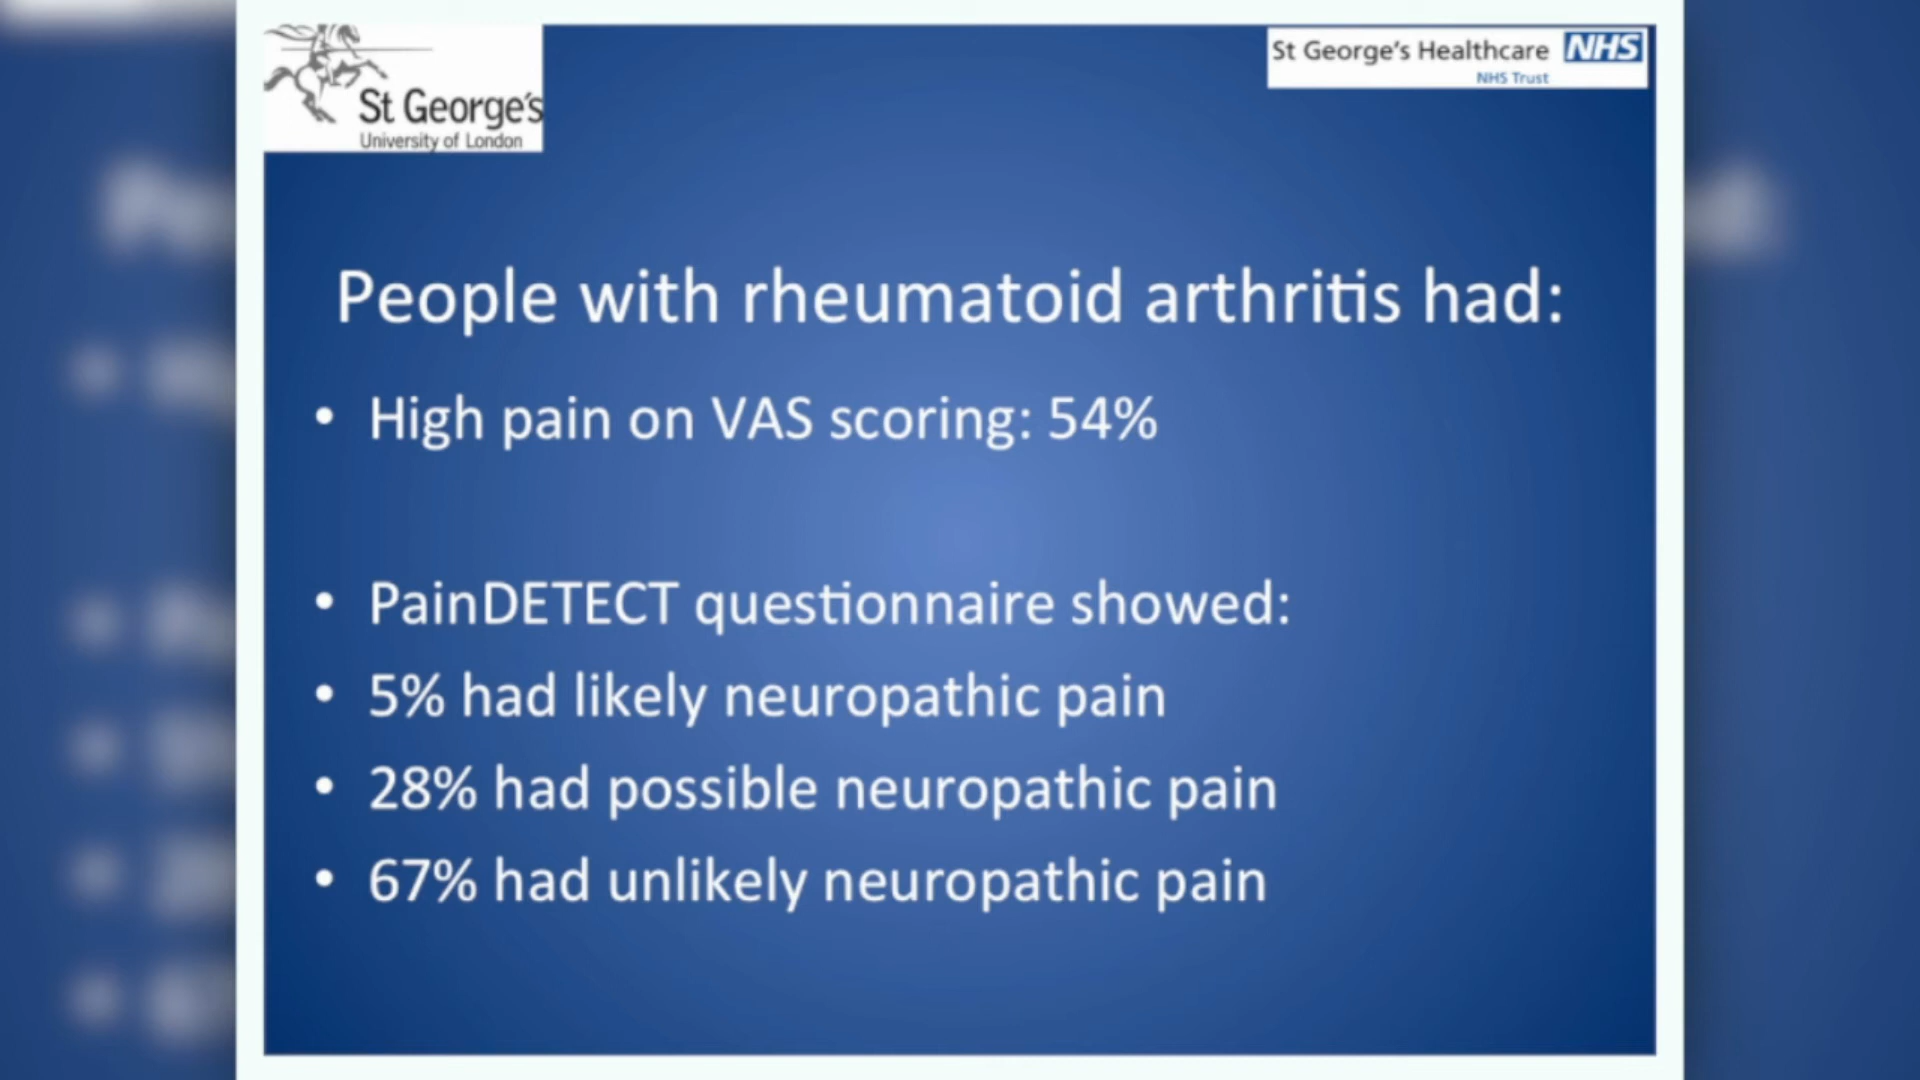 St George's
University of London
St George's Healthcare NHS
NHS Trust
People with rheumatoid arthritis had:
• High pain on VAS scoring: 54%
• PainDETECT questionnaire showed:
• 5% had likely neuropathic pain
• 28% had possible neuropathic pain
• 67% had unlikely neuropathic pain